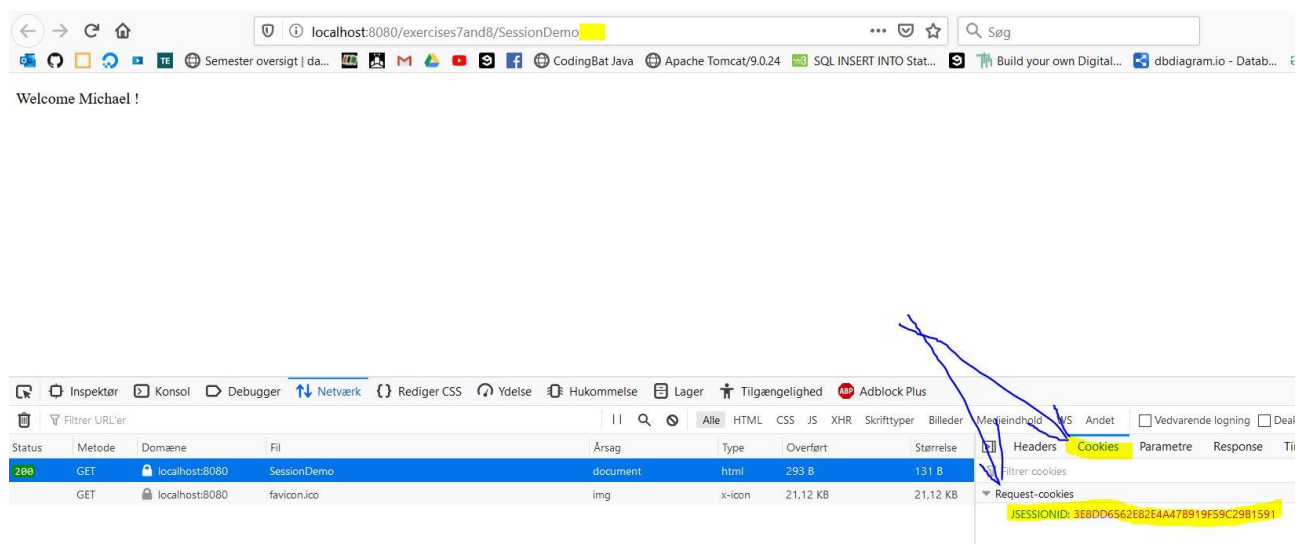 localhost:8080/exercises7and8/SessionDemo
Søg
TE Semester oversigt | da... CodingBat Java Apache Tomcat/9.0.24 SQL INSERT INTO Stat... Build your own Digital... dbdiagram.io - Datab...
Welcome Michael !
Inspektør Konsol Debugger Netværk Rediger CSS Ydelse Hukommelse Lager Tilgængelighed ABP Adblock Plus
Filtrer URL'er Alle HTML CSS JS XHR Skrifttyper Billeder Medieindhold WS Andet Vedvarende logning
Status Metode Domæne Fil Årsag Type Overført Størrelse Headers Cookies Parametre Response
200 GET localhost:8080 SessionDemo document html 293 B 131 B Filtrer cookies
GET localhost:8080 favicon.ico img x-icon 21,12 KB 21,12 KB Request-cookies
JSESSIONID: 3E8DD6562E82E4A47B919F59C29B1591